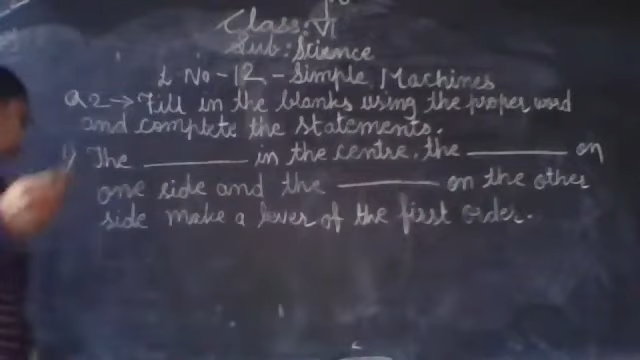 Class: VI
Sub: Science
L. No-12. - Simple Machines
Q 2 → Fill in the blanks using the proper word
and complete the statements.
1) The ________ in the centre, the ________ on
one side and the ________ on the other
side make a lever of the first order.